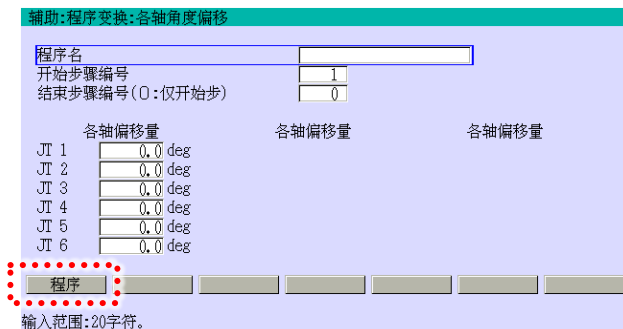 辅助:程序变换:各轴角度偏移
程序名
开始步骤编号 1
结束步骤编号(0:仅开始步) 0
各轴偏移量 各轴偏移量 各轴偏移量
JT 1 0.0 deg
JT 2 0.0 deg
JT 3 0.0 deg
JT 4 0.0 deg
JT 5 0.0 deg
JT 6 0.0 deg
程序
输入范围:20字符。